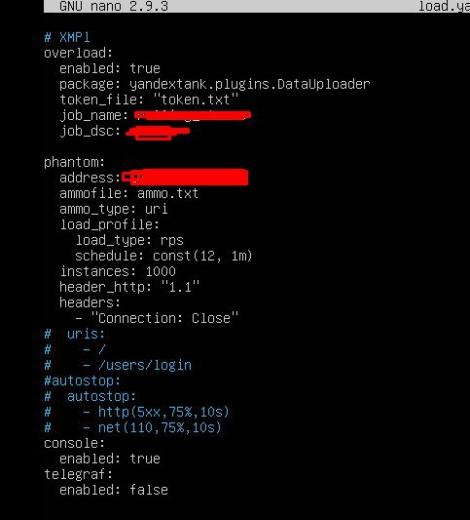 GNU nano 2.9.3 load.ya
# XMPl
overload:
  enabled: true
  package: yandextank.plugins.DataUploader
  token_file: "token.txt"
  job_name:
  job_dsc:
phantom:
  address:
  ammofile: ammo.txt
  ammo_type: uri
  load_profile:
    load_type: rps
    schedule: const(12, 1m)
  instances: 1000
  header_http: "1.1"
  headers:
    - "Connection: Close"
#  uris:
#    - /
#    - /users/login
#autostop:
#  autostop:
#    - http(5xx,75%,10s)
#    - net(110,75%,10s)
console:
  enabled: true
telegraf:
  enabled: false